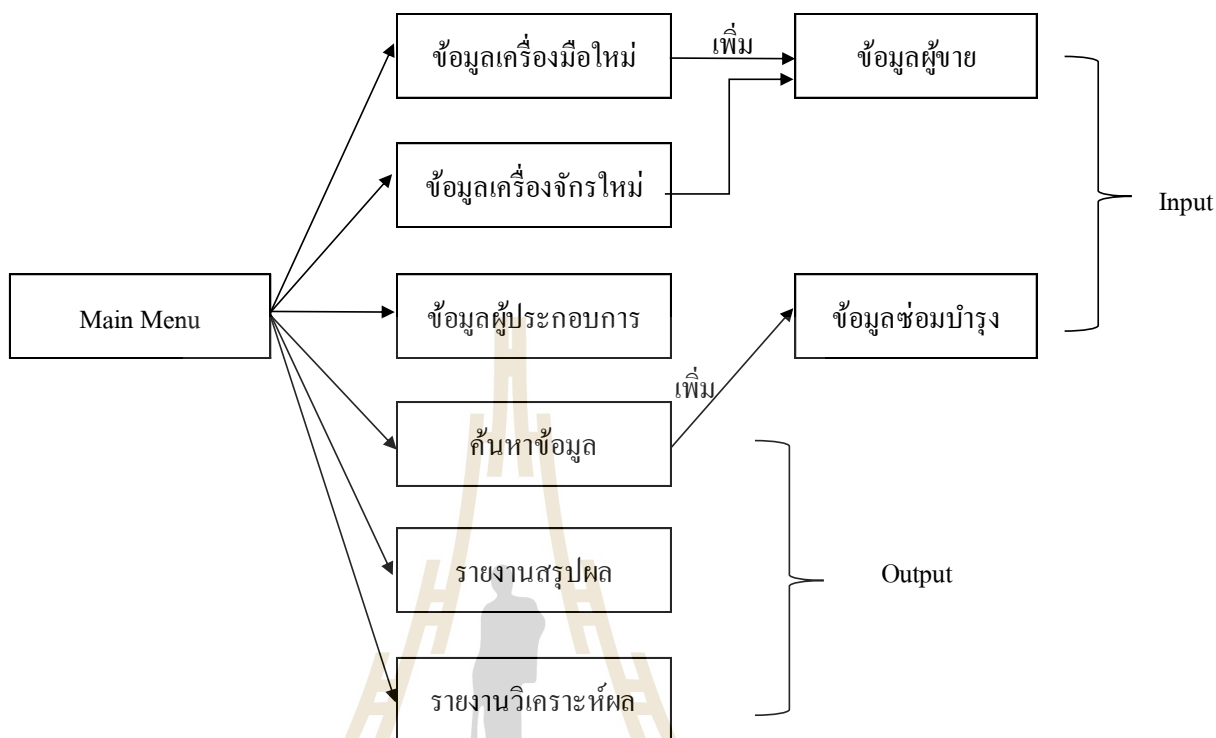 ข้อมูลเครื่องมือใหม่
เพิ่ม
ข้อมูลผู้ขาย
ข้อมูลเครื่องจักรใหม่
Input
Main Menu
ข้อมูลผู้ประกอบการ
ข้อมูลซ่อมบำรุง
เพิ่ม
ค้นหาข้อมูล
รายงานสรุปผล
Output
รายงานวิเคราะห์ผล